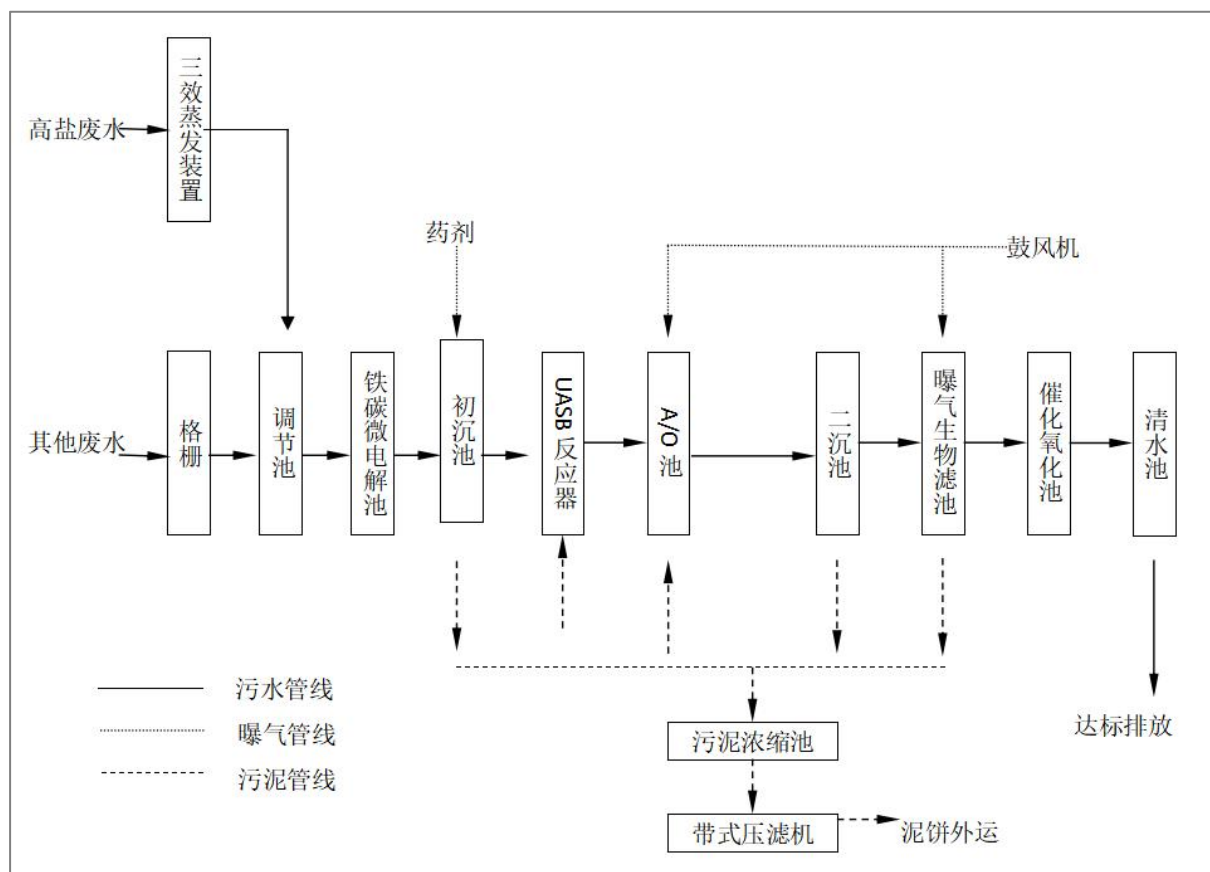 三效蒸发装置
高盐废水
药剂
鼓风机
其他废水
格栅
调节池
铁碳微电解池
初沉池
UASB反应器
A/O池
二沉池
曝气生物滤池
催化氧化池
清水池
污水管线
曝气管线
污泥管线
污泥浓缩池
达标排放
带式压滤机
泥饼外运